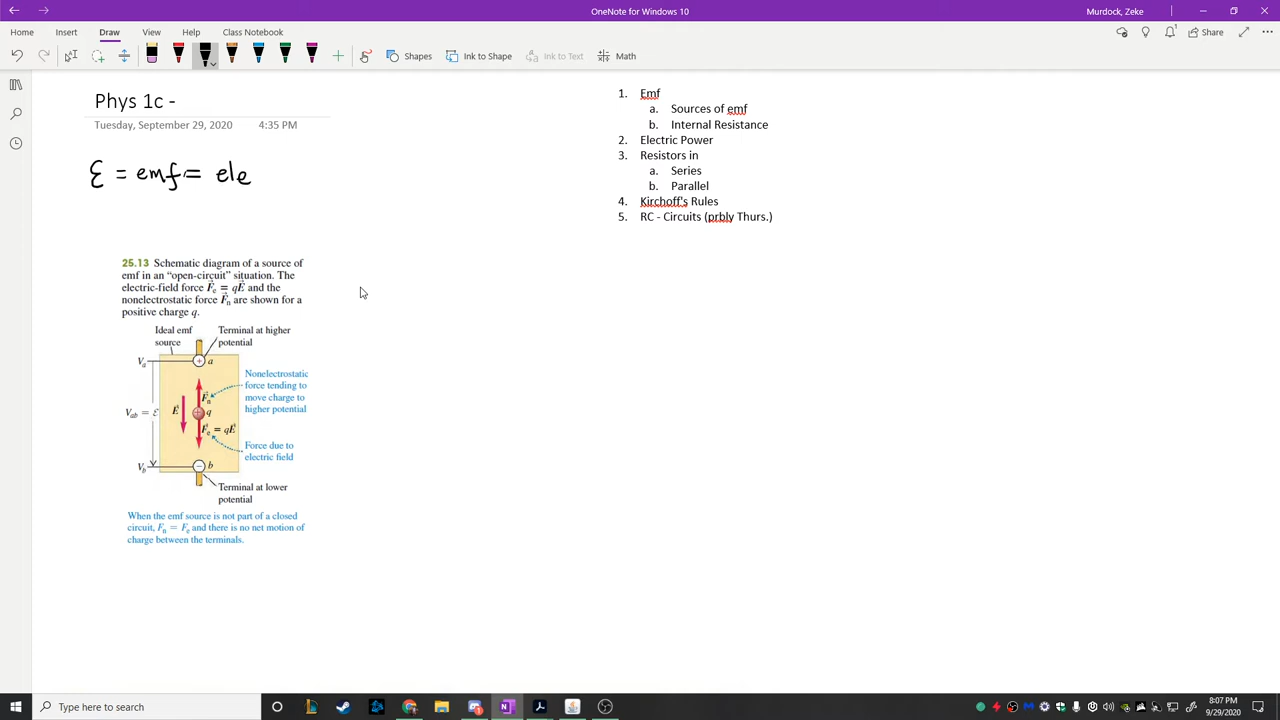 OneNote for Windows 10
Murdock, Zeke
Home Insert Draw View Help Class Notebook
Share
Shapes Ink to Shape Ink to Text Math
Phys 1c -
Tuesday, September 29, 2020 4:35 PM
ℇ = emf = ele
1. Emf
a. Sources of emf
b. Internal Resistance
2. Electric Power
3. Resistors in
a. Series
b. Parallel
4. Kirchoff's Rules
5. RC - Circuits (prbly Thurs.)
25.13 Schematic diagram of a source of
emf in an "open-circuit" situation. The
electric-field force F⃗e = qE⃗ and the
nonelectrostatic force F⃗n are shown for a
positive charge q.
Ideal emf
source
Terminal at higher
potential
Va
+ a
Nonelectrostatic
force tending to
move charge to
higher potential
F⃗n
Vab = ℇ
E⃗
+ q
F⃗e = qE⃗
Force due to
electric field
Vb
− b
Terminal at lower
potential
When the emf source is not part of a closed
circuit, Fn = Fe and there is no net motion of
charge between the terminals.
Type here to search
8:07 PM
9/29/2020